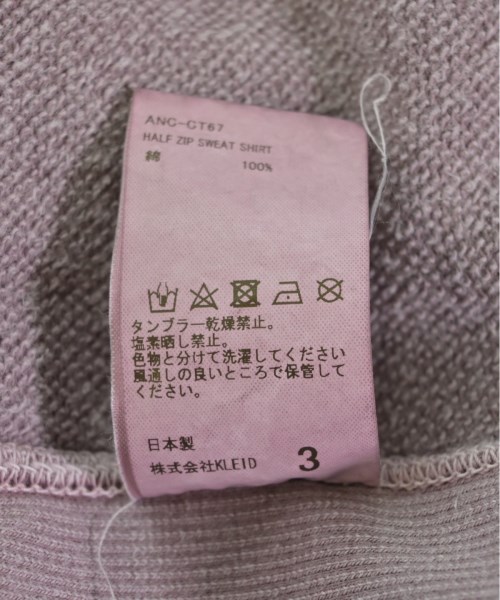 ANC-CT67
HALF ZIP SWEAT SHIRT
綿 100%
タンブラー乾燥禁止。
塩素晒し禁止。
色物と分けて洗濯してください
風通しの良いところで保管して
ください。
日本製
株式会社KLEID 3